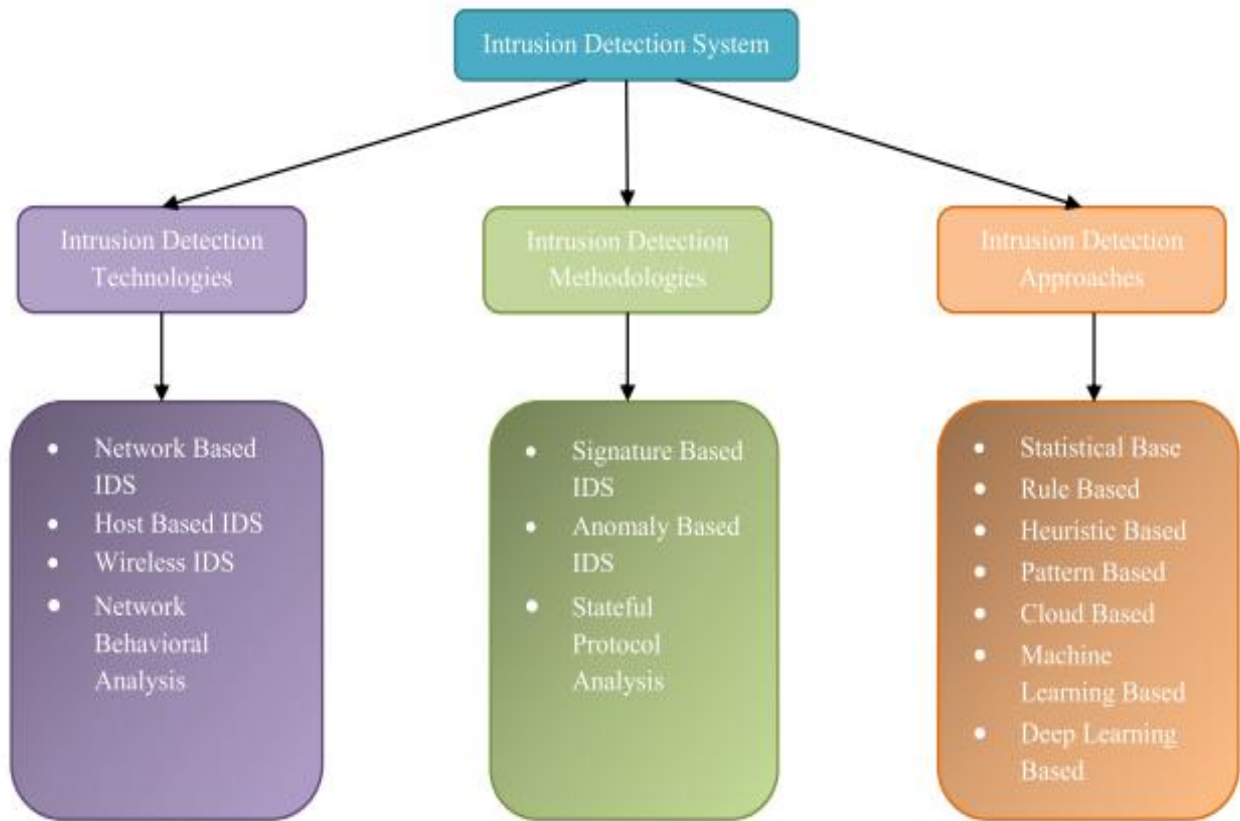 Intrusion Detection System
Intrusion Detection
Technologies
Intrusion Detection
Methodologies
Intrusion Detection
Approaches
• Network Based
IDS
• Host Based IDS
• Wireless IDS
• Network
Behavioral
Analysis
• Signature Based
IDS
• Anomaly Based
IDS
• Stateful
Protocol
Analysis
• Statistical Base
• Rule Based
• Heuristic Based
• Pattern Based
• Cloud Based
• Machine
Learning Based
• Deep Learning
Based